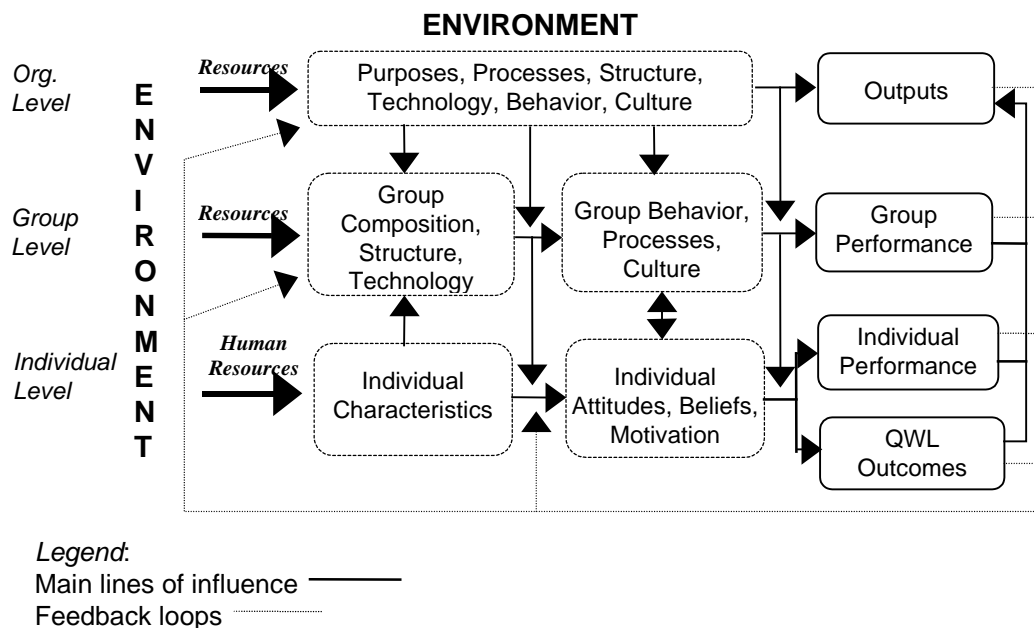 ENVIRONMENT
Org.
Level
E
N
V
I
R
O
N
M
E
N
T
Resources
Purposes, Processes, Structure,
Technology, Behavior, Culture
Outputs
Group
Level
Resources
Group
Composition,
Structure,
Technology
Group Behavior,
Processes,
Culture
Group
Performance
Individual
Level
Human
Resources
Individual
Characteristics
Individual
Attitudes, Beliefs,
Motivation
Individual
Performance
QWL
Outcomes
Legend:
Main lines of influence
Feedback loops